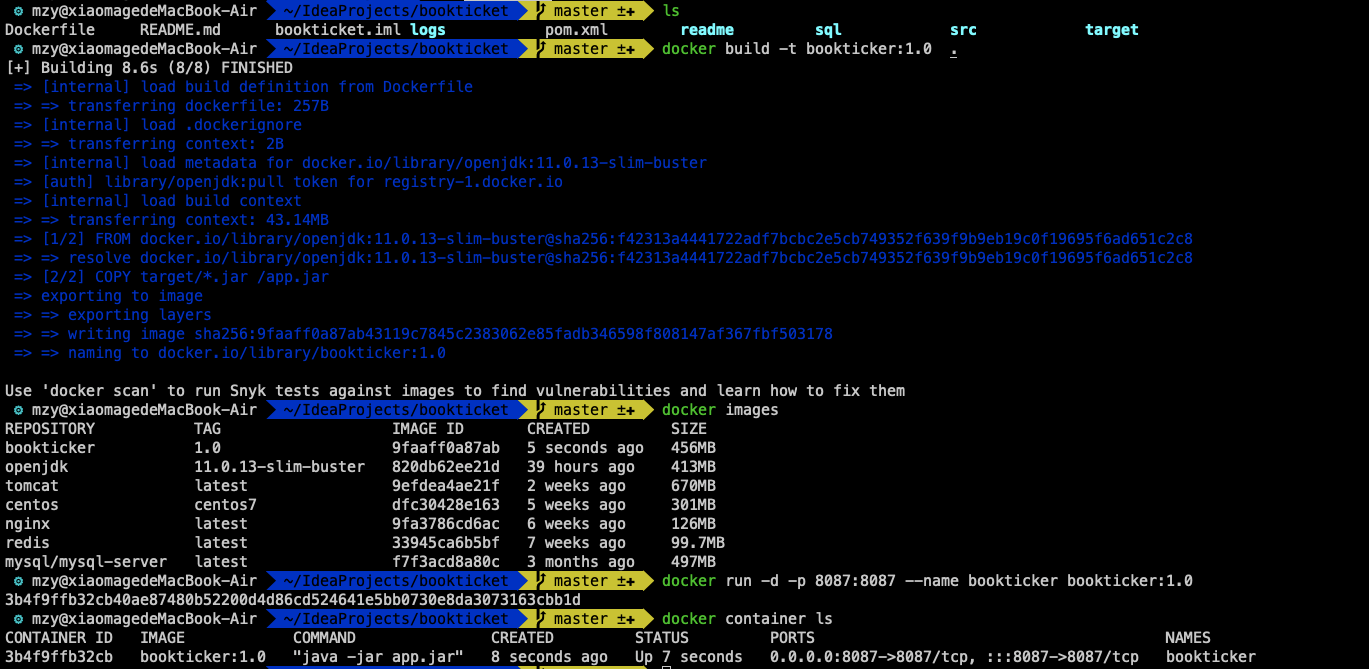 mzy@xiaomagedeMacBook-Air ~/IdeaProjects/bookticket master ±+ ls
Dockerfile README.md bookticket.iml logs pom.xml readme sql src target
mzy@xiaomagedeMacBook-Air ~/IdeaProjects/bookticket master ±+ docker build -t bookticker:1.0 .
[+] Building 8.6s (8/8) FINISHED
=> [internal] load build definition from Dockerfile
=> => transferring dockerfile: 257B
=> [internal] load .dockerignore
=> => transferring context: 2B
=> [internal] load metadata for docker.io/library/openjdk:11.0.13-slim-buster
=> [auth] library/openjdk:pull token for registry-1.docker.io
=> [internal] load build context
=> => transferring context: 43.14MB
=> [1/2] FROM docker.io/library/openjdk:11.0.13-slim-buster@sha256:f42313a4441722adf7bcbc2e5cb749352f639f9b9eb19c0f19695f6ad651c2c8
=> => resolve docker.io/library/openjdk:11.0.13-slim-buster@sha256:f42313a4441722adf7bcbc2e5cb749352f639f9b9eb19c0f19695f6ad651c2c8
=> [2/2] COPY target/*.jar /app.jar
=> exporting to image
=> => exporting layers
=> => writing image sha256:9faaff0a87ab43119c7845c2383062e85fadb346598f808147af367fbf503178
=> => naming to docker.io/library/bookticker:1.0
Use 'docker scan' to run Snyk tests against images to find vulnerabilities and learn how to fix them
mzy@xiaomagedeMacBook-Air ~/IdeaProjects/bookticket master ±+ docker images
REPOSITORY TAG IMAGE ID CREATED SIZE
bookticker 1.0 9faaff0a87ab 5 seconds ago 456MB
openjdk 11.0.13-slim-buster 820db62ee21d 39 hours ago 413MB
tomcat latest 9efdea4ae21f 2 weeks ago 670MB
centos centos7 dfc30428e163 5 weeks ago 301MB
nginx latest 9fa3786cd6ac 6 weeks ago 126MB
redis latest 33945ca6b5bf 7 weeks ago 99.7MB
mysql/mysql-server latest f7f3acd8a80c 3 months ago 497MB
mzy@xiaomagedeMacBook-Air ~/IdeaProjects/bookticket master ±+ docker run -d -p 8087:8087 --name bookticker bookticker:1.0
3b4f9ffb32cb40ae87480b52200d4d86cd524641e5bb0730e8da3073163cbb1d
mzy@xiaomagedeMacBook-Air ~/IdeaProjects/bookticket master ±+ docker container ls
CONTAINER ID IMAGE COMMAND CREATED STATUS PORTS NAMES
3b4f9ffb32cb bookticker:1.0 "java -jar app.jar" 8 seconds ago Up 7 seconds 0.0.0.0:8087->8087/tcp, :::8087->8087/tcp bookticker